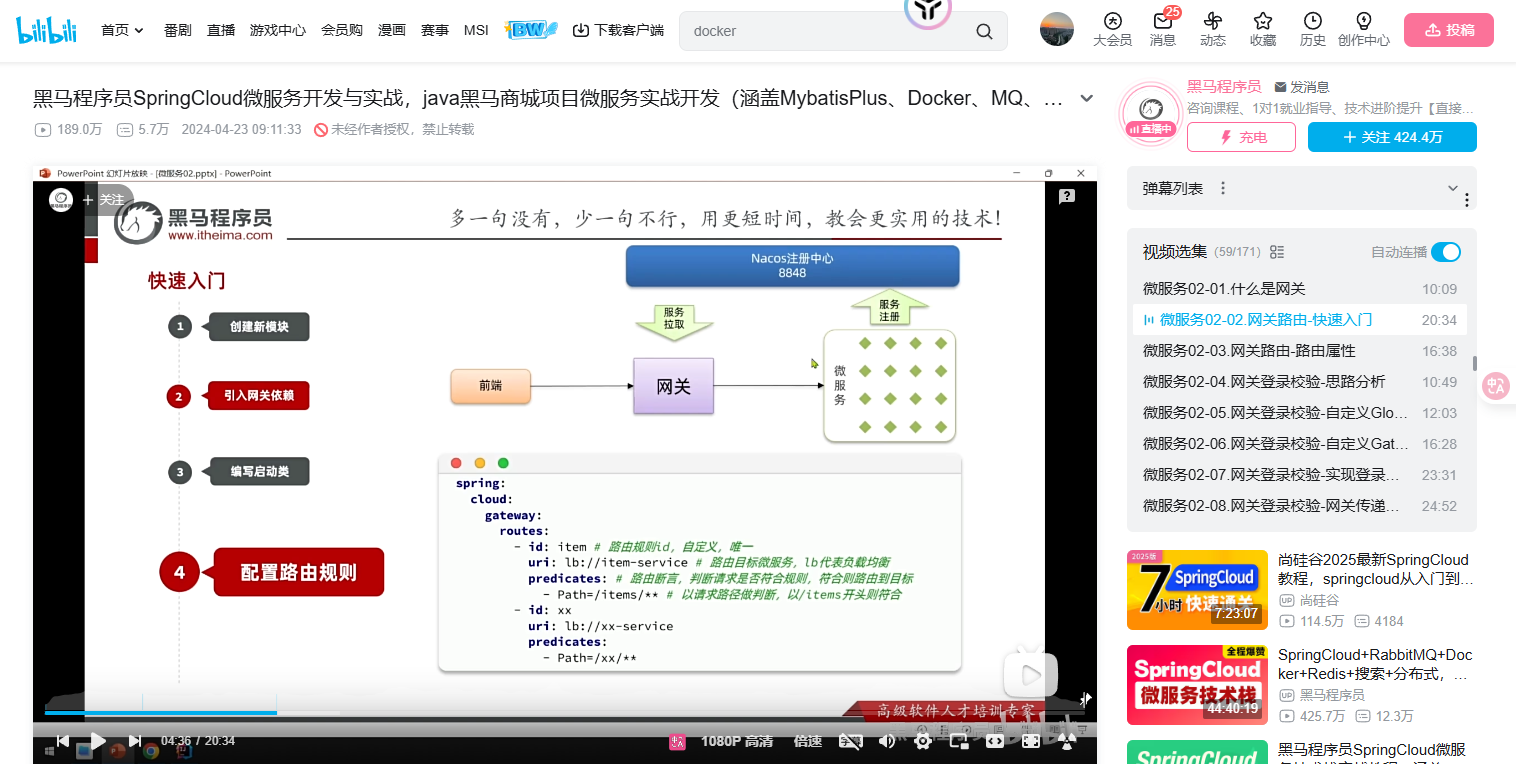 bilibili
首页
番剧
直播
游戏中心
会员购
漫画
赛事
MSI
BW
下载客户端
docker
大会员
25
消息
动态
收藏
历史
创作中心
投稿
黑马程序员SpringCloud微服务开发与实战，java黑马商城项目微服务实战开发（涵盖MybatisPlus、Docker、MQ、…
189.0万
5.7万
2024-04-23 09:11:33
未经作者授权，禁止转载
PowerPoint 幻灯片放映 - [微服务02.pptx] - PowerPoint
+ 关注
黑马程序员
www.itheima.com
多一句没有，少一句不行，用更短时间，教会更实用的技术！
快速入门
1
创建新模块
2
引入网关依赖
3
编写启动类
4
配置路由规则
Nacos注册中心
8848
服务
拉取
服务
注册
前端
网关
微
服
务
spring:
cloud:
gateway:
routes:
- id: item # 路由规则id，自定义，唯一
uri: lb://item-service # 路由目标微服务，lb代表负载均衡
predicates: # 路由断言，判断请求是否符合规则，符合则路由到目标
- Path=/items/** # 以请求路径做判断，以/items开头则符合
- id: xx
uri: lb://xx-service
predicates:
- Path=/xx/**
高级软件人才培训专家
04:36 / 20:34
1080P 高清
倍速
黑马程序员
直播中
发消息
咨询课程、1对1就业指导、技术进阶提升【直接…
充电
+ 关注 424.4万
弹幕列表
视频选集 (59/171)
自动连播
微服务02-01.什么是网关 10:09
微服务02-02.网关路由-快速入门 20:34
微服务02-03.网关路由-路由属性 16:38
微服务02-04.网关登录校验-思路分析 10:49
微服务02-05.网关登录校验-自定义Glo… 12:03
微服务02-06.网关登录校验-自定义Gat… 16:28
微服务02-07.网关登录校验-实现登录… 23:31
微服务02-08.网关登录校验-网关传递… 24:52
2025版
SpringCloud
7小时 快速通关
7:23:07
尚硅谷2025最新SpringCloud
教程，springcloud从入门到…
UP 尚硅谷
114.5万
4184
全程爆赞
SpringCloud
微服务技术栈
44:40:19
SpringCloud+RabbitMQ+Doc
ker+Redis+搜索+分布式，…
UP 黑马程序员
425.7万
12.3万
SpringCloud
黑马程序员SpringCloud微服